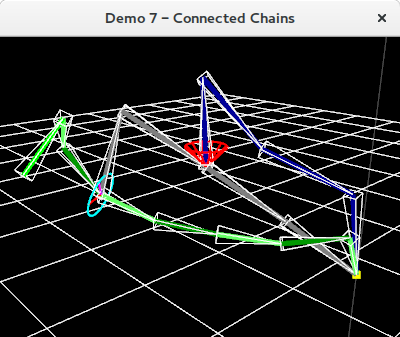 Demo 7 – Connected Chains